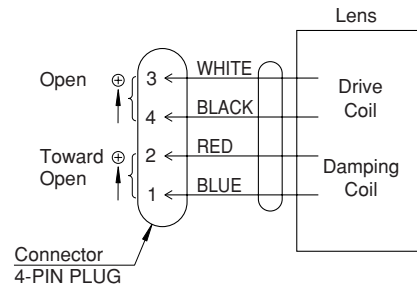 Lens
Open ⊕ 3 WHITE
Drive
Coil
4 BLACK
Toward
Open ⊕ 2 RED
Damping
Coil
1 BLUE
Connector
4-PIN PLUG